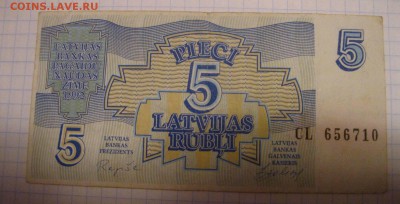 COINS.LAVE.RU
LATVIJAS
BANKAS
PAGAIDU
NAUDAS
ZĪME 1992
PIECI
5
5
LATVIJAS
RUBĻI
5
CL 656710
LATVIJAS
BANKAS
PREZIDENTS
LATVIJAS
BANKAS
GALVENAIS
KASIERIS